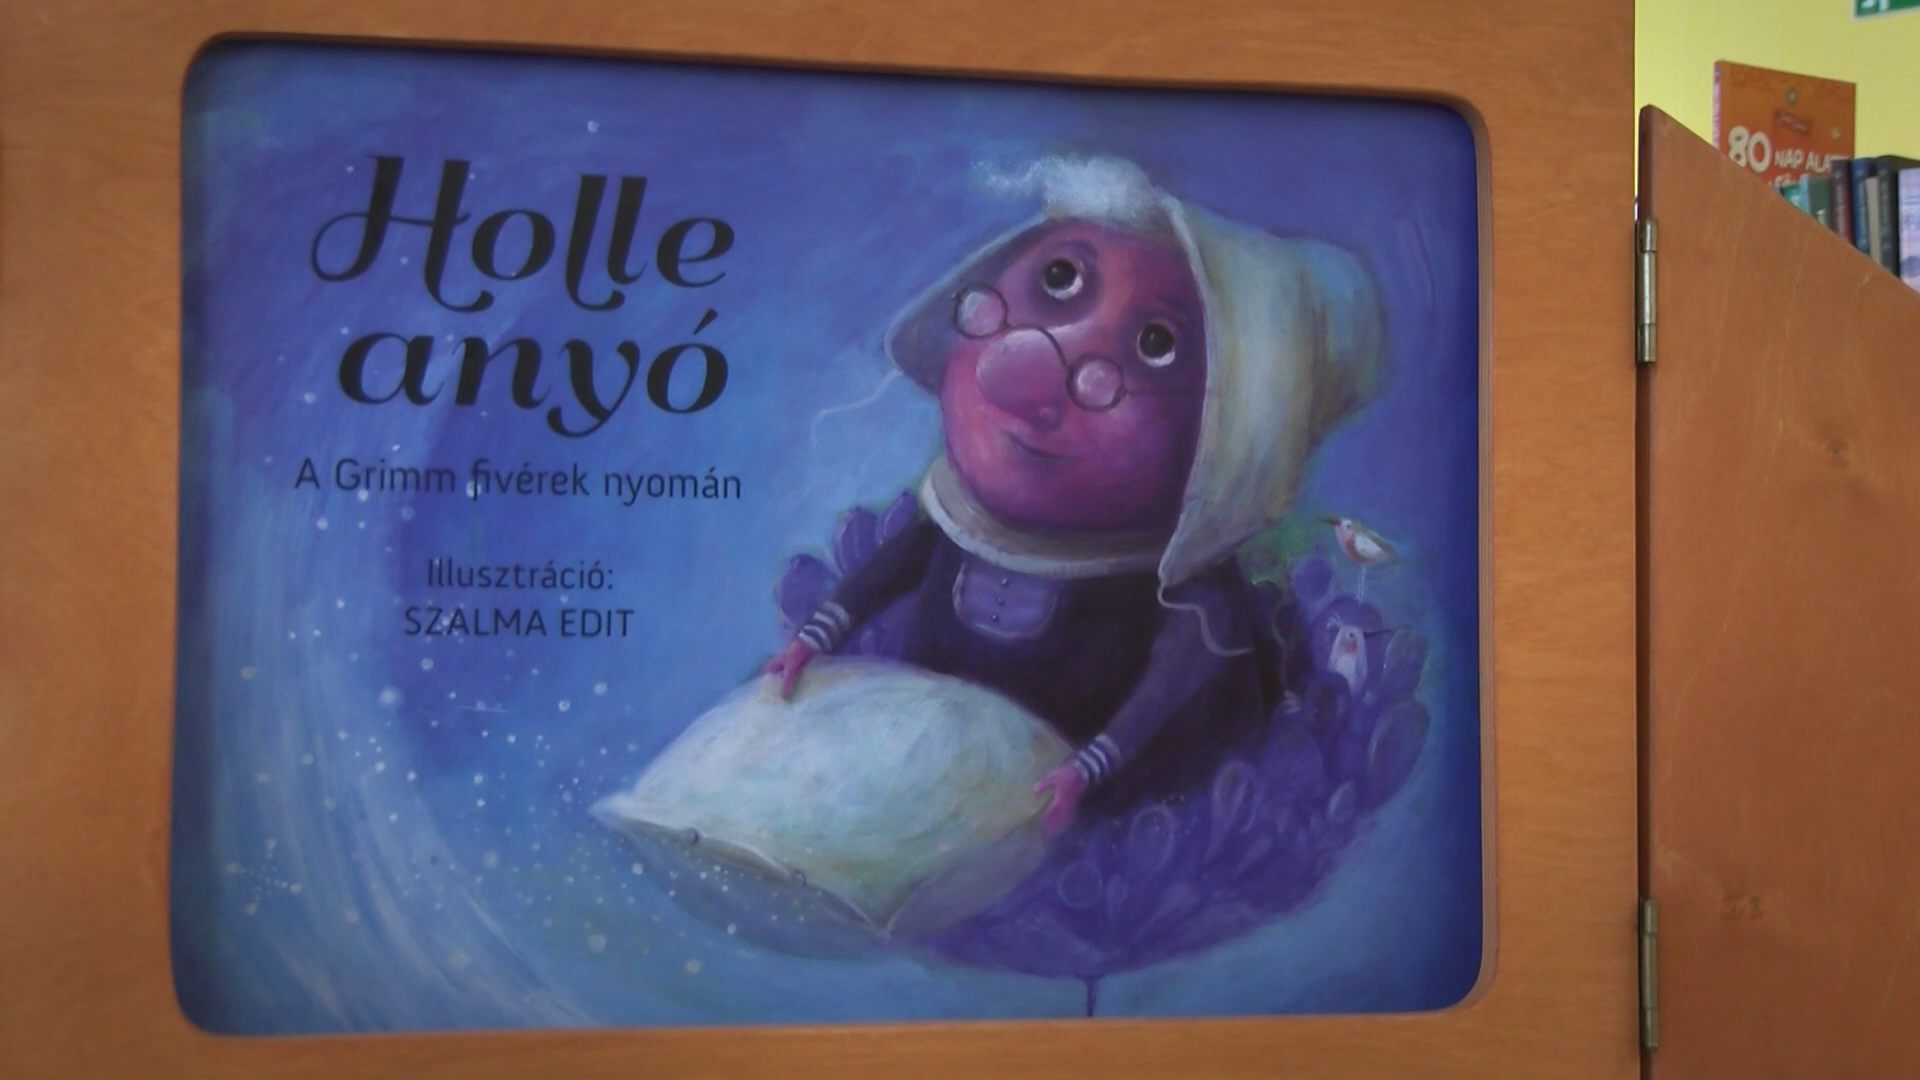 Holle
anyó
A Grimm fivérek nyomán
Illusztráció:
SZALMA EDIT
80 NAP ALA